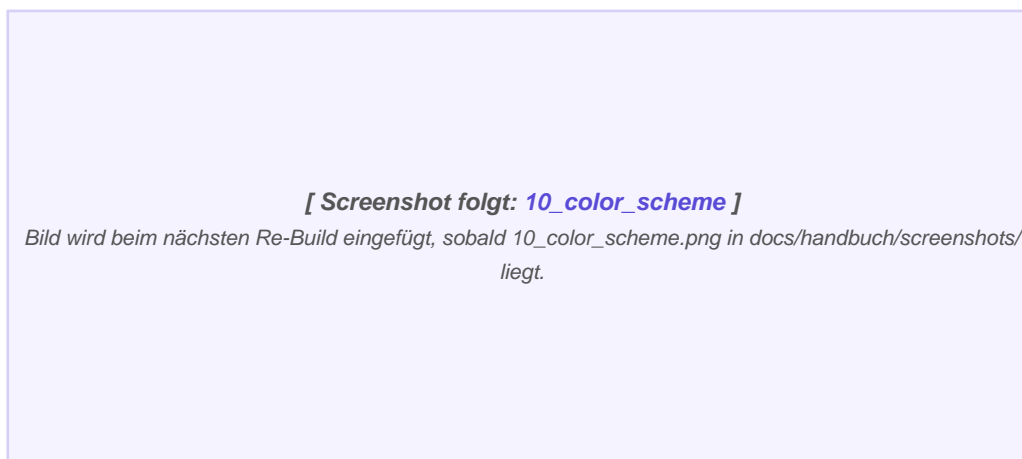 [ Screenshot folgt: 10_color_scheme ]
Bild wird beim nächsten Re-Build eingefügt, sobald 10_color_scheme.png in docs/handbuch/screenshots/
liegt.